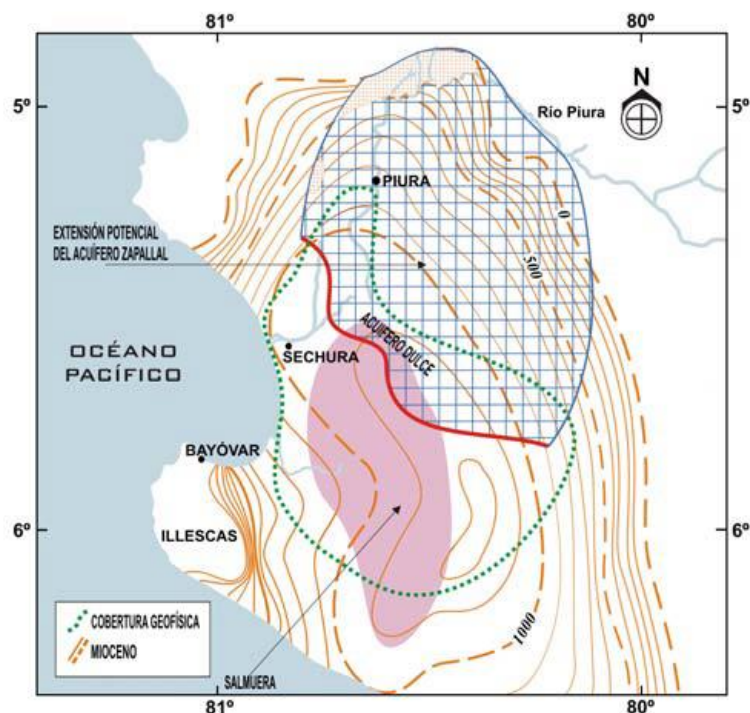 81º
80º
5º
5º
N
Río Piura
PIURA
0
EXTENSIÓN POTENCIAL
DEL ACUÍFERO ZAPALLAL
500
ACUIFERO DULCE
OCÉANO
PACÍFICO
SECHURA
BAYÓVAR
6º
6º
ILLESCAS
COBERTURA GEOFÍSICA
MIOCENO
1000
SALMUERA
81º
80º